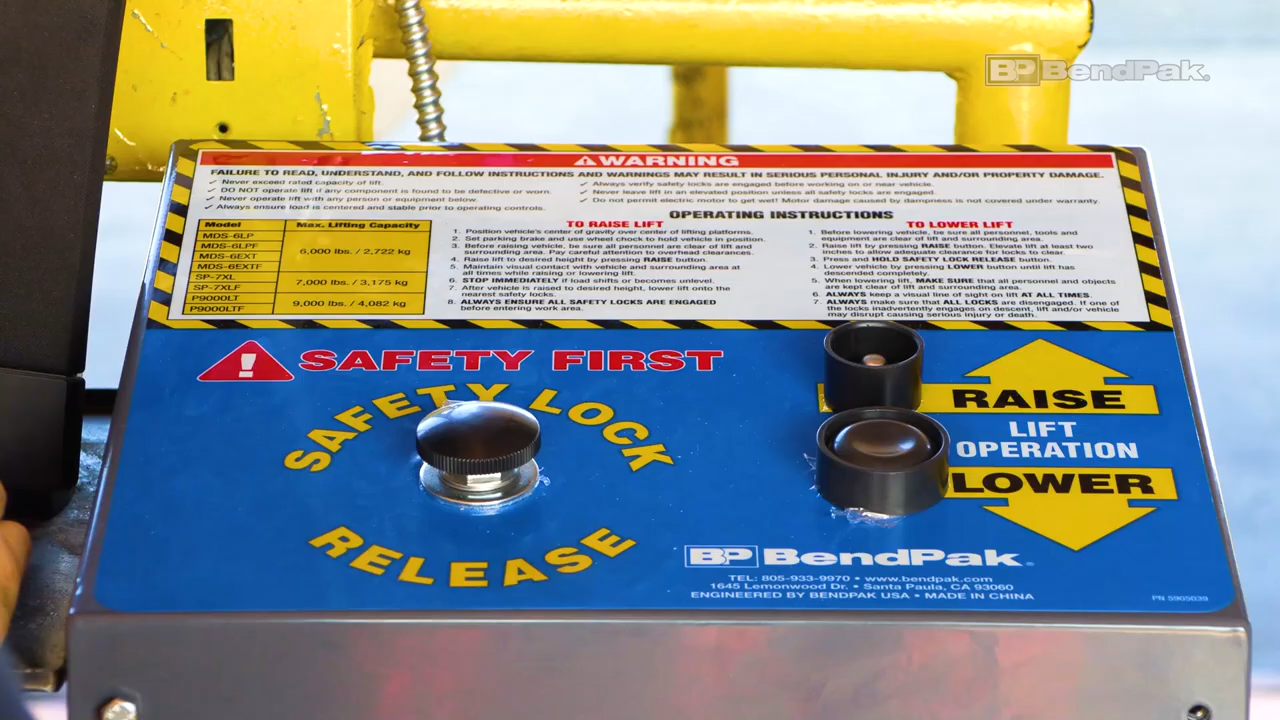 BP BendPak.
WARNING
FAILURE TO READ, UNDERSTAND, AND FOLLOW INSTRUCTIONS AND WARNINGS MAY RESULT IN SERIOUS PERSONAL INJURY AND/OR PROPERTY DAMAGE.
✓ Never exceed rated capacity of lift.
✓ DO NOT operate lift if any component is found to be defective or worn.
✓ Never operate lift with any person or equipment below.
✓ Always ensure load is centered and stable prior to operating controls.
✓ Always verify safety locks are engaged before working on or near vehicle.
✓ Never leave lift in an elevated position unless all safety locks are engaged.
✓ Do not permit electric motor to get wet! Motor damage caused by dampness is not covered under warranty.
OPERATING INSTRUCTIONS
Model Max. Lifting Capacity
MDS-6LP
MDS-6LPF
MDS-6EXT
MDS-6EXTF
6,000 lbs. / 2,722 kg
SP-7XL
SP-7XLF
7,000 lbs. / 3,175 kg
P9000LT
P9000LTF
9,000 lbs. / 4,082 kg
TO RAISE LIFT
1. Position vehicle's center of gravity over center of lifting platforms.
2. Set parking brake and use wheel chock to hold vehicle in position.
3. Before raising vehicle, be sure all personnel are clear of lift and
surrounding area. Pay careful attention to overhead clearances.
4. Raise lift to desired height by pressing RAISE button.
5. Maintain visual contact with vehicle and surrounding area at
all times while raising or lowering lift.
6. STOP IMMEDIATELY if load shifts or becomes unlevel.
7. After vehicle is raised to desired height, lower lift onto the
nearest safety locks.
8. ALWAYS ENSURE ALL SAFETY LOCKS ARE ENGAGED
before entering work area.
TO LOWER LIFT
1. Before lowering vehicle, be sure all personnel, tools and
equipment are clear of lift and surrounding area.
2. Raise lift by pressing RAISE button. Elevate lift at least two
inches to allow adequate clearance for locks to clear.
3. Press and HOLD SAFETY LOCK RELEASE button.
4. Lower vehicle by pressing LOWER button until lift has
descended completely.
5. When lowering lift, MAKE SURE that all personnel and objects
are kept clear of lift and surrounding area.
6. ALWAYS keep a visual line of sight on lift AT ALL TIMES.
7. ALWAYS make sure that ALL LOCKS are disengaged. If one of
the locks inadvertently engages on descent, lift and/or vehicle
may disrupt causing serious injury or death.
SAFETY FIRST
SAFETY LOCK
RELEASE
RAISE
LIFT
OPERATION
LOWER
BP BendPak.
TEL: 805-933-9970 • www.bendpak.com
1645 Lemonwood Dr. • Santa Paula, CA 93060
ENGINEERED BY BENDPAK USA • MADE IN CHINA
PN 5905039